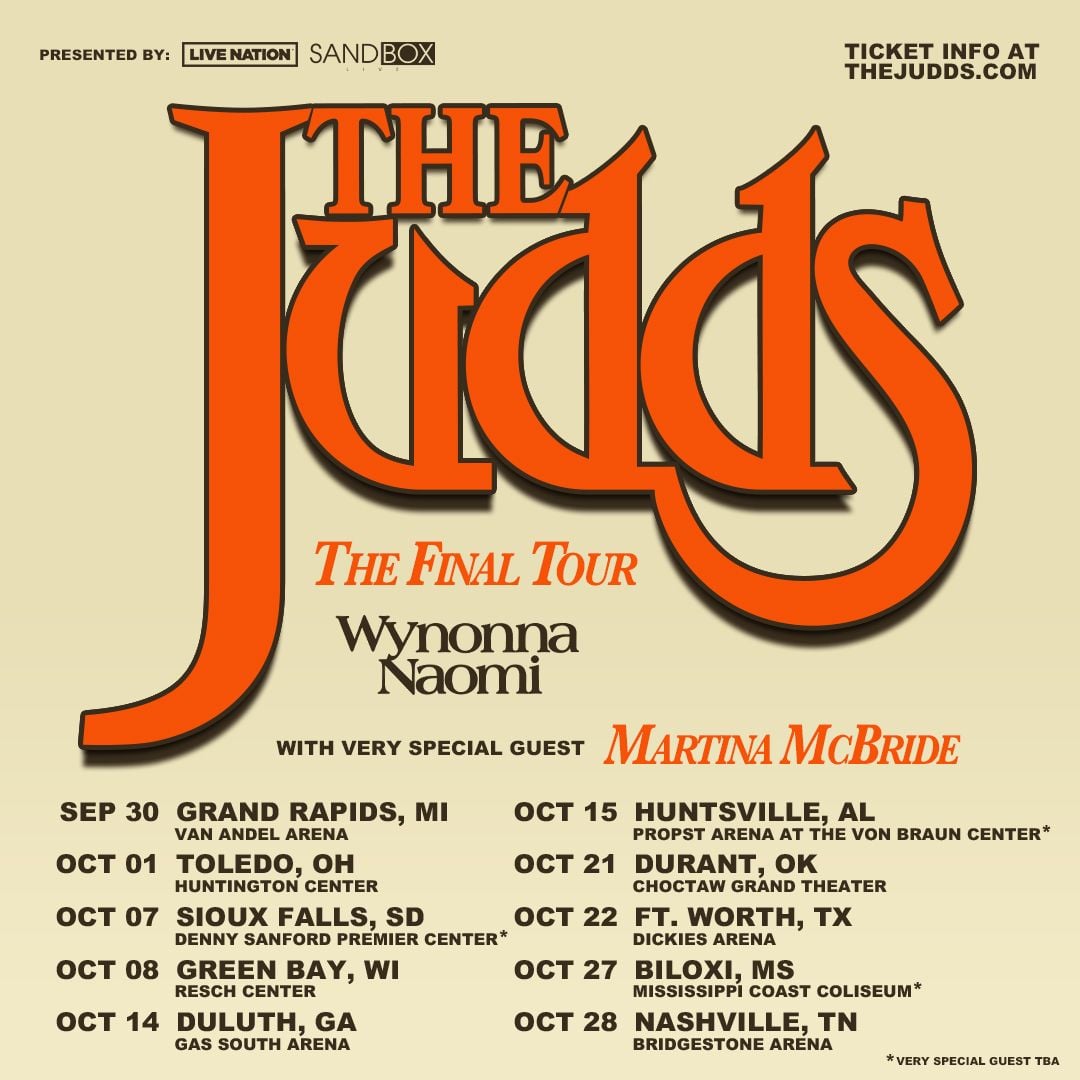 PRESENTED BY: LIVE NATION SANDBOX
LIVE
TICKET INFO AT
THEJUDDS.COM
THE
Judds
THE FINAL TOUR
Wynonna
Naomi
WITH VERY SPECIAL GUEST MARTINA MCBRIDE
SEP 30 GRAND RAPIDS, MI
VAN ANDEL ARENA
OCT 01 TOLEDO, OH
HUNTINGTON CENTER
OCT 07 SIOUX FALLS, SD
DENNY SANFORD PREMIER CENTER*
OCT 08 GREEN BAY, WI
RESCH CENTER
OCT 14 DULUTH, GA
GAS SOUTH ARENA
OCT 15 HUNTSVILLE, AL
PROPST ARENA AT THE VON BRAUN CENTER*
OCT 21 DURANT, OK
CHOCTAW GRAND THEATER
OCT 22 FT. WORTH, TX
DICKIES ARENA
OCT 27 BILOXI, MS
MISSISSIPPI COAST COLISEUM*
OCT 28 NASHVILLE, TN
BRIDGESTONE ARENA
*VERY SPECIAL GUEST TBA